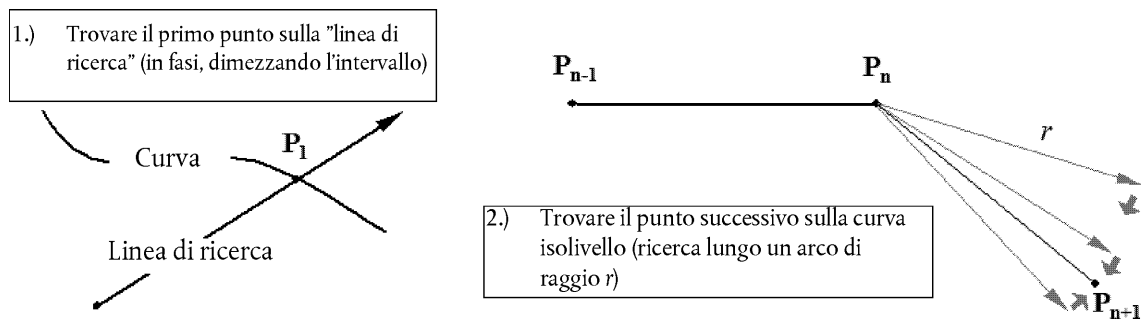 1.) Trovare il primo punto sulla "linea di
ricerca" (in fasi, dimezzando l'intervallo)
Curva
P1
Linea di ricerca
Pn-1
Pn
r
2.) Trovare il punto successivo sulla curva
isolivello (ricerca lungo un arco di
raggio r)
Pn+1